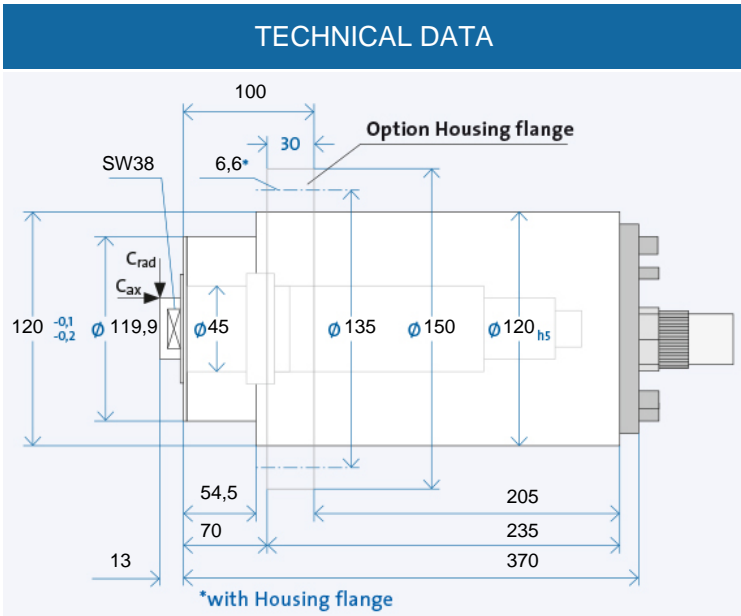 TECHNICAL DATA
100
30
Option Housing flange
SW38
6,6*
Crad
Cax
120 -0,1 -0,2
Ø 119,9
Ø45
Ø 135
Ø 150
Ø 120 h5
54,5
205
70
235
13
370
*with Housing flange